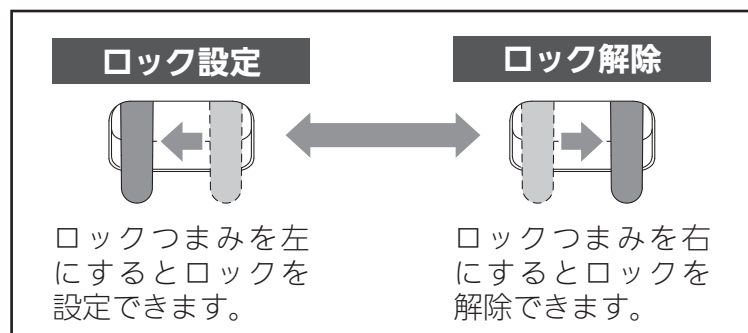 ロック設定
ロックつまみを左
にするとロックを
設定できます。
ロック解除
ロックつまみを右
にするとロックを
解除できます。